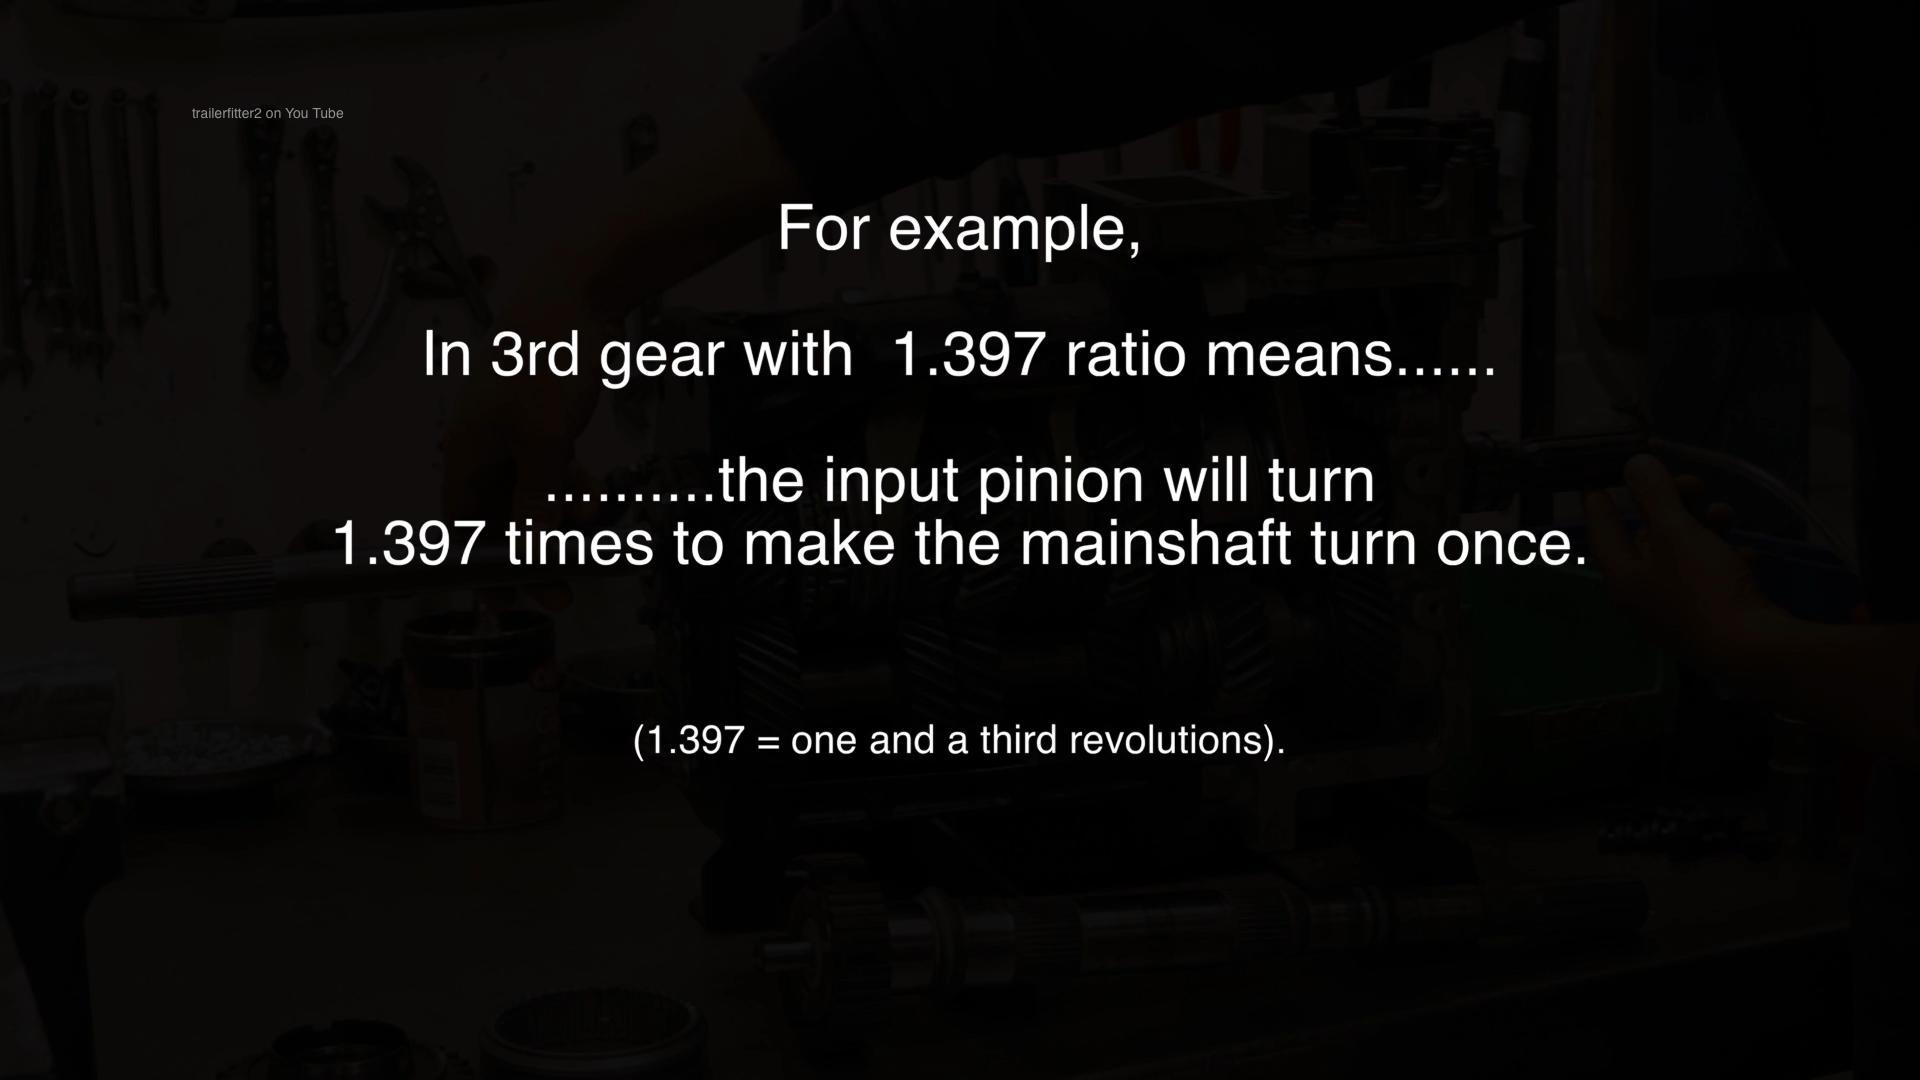 trailerfitter2 on You Tube
For example,
In 3rd gear with  1.397 ratio means......
..........the input pinion will turn
1.397 times to make the mainshaft turn once.
(1.397 = one and a third revolutions).